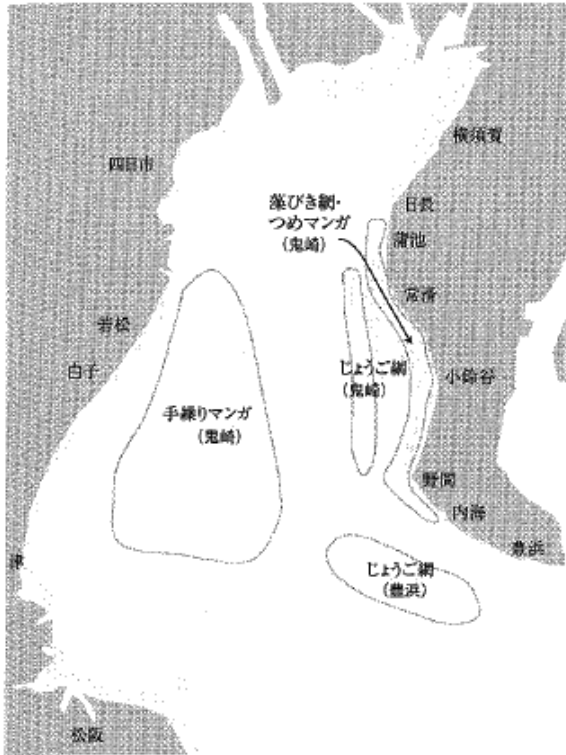 横須賀
四日市
日長
藻びき網・
つめマンガ
(鬼崎)
蒲池
常滑
若松
白子
じょうご網
(鬼崎)
小鈴谷
手繰りマンガ
(鬼崎)
野間
内海
津
豊浜
じょうご網
(豊浜)
松阪